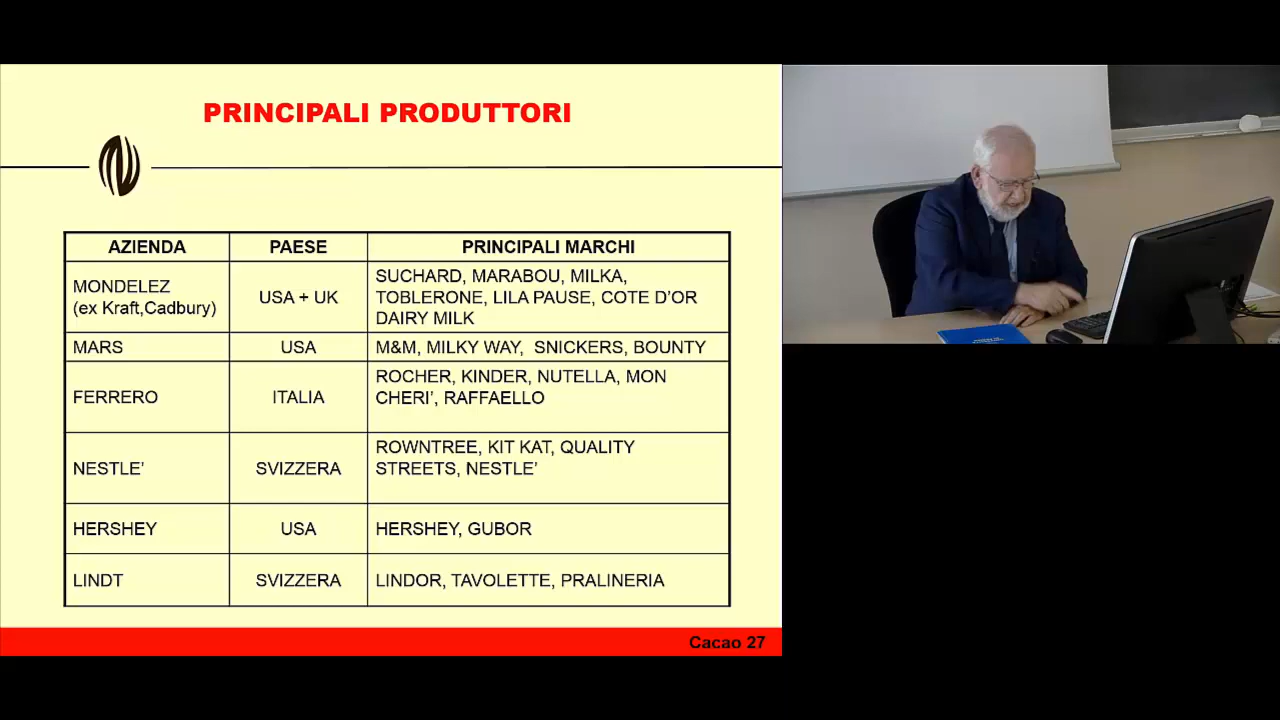 PRINCIPALI PRODUTTORI
AZIENDA PAESE PRINCIPALI MARCHI
MONDELEZ
(ex Kraft,Cadbury)
USA + UK
SUCHARD, MARABOU, MILKA,
TOBLERONE, LILA PAUSE, COTE D'OR
DAIRY MILK
MARS USA M&M, MILKY WAY, SNICKERS, BOUNTY
FERRERO ITALIA
ROCHER, KINDER, NUTELLA, MON
CHERI', RAFFAELLO
NESTLE' SVIZZERA
ROWNTREE, KIT KAT, QUALITY
STREETS, NESTLE'
HERSHEY USA HERSHEY, GUBOR
LINDT SVIZZERA LINDOR, TAVOLETTE, PRALINERIA
Cacao 27